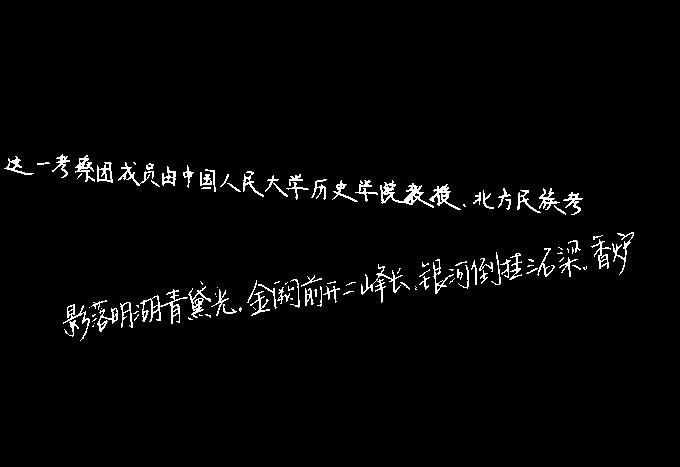 这一考察团成员由中国人民大学历史学院教授、北方民族考
影落明湖青黛光,金阙前开二峰长,银河倒挂三石梁。香炉